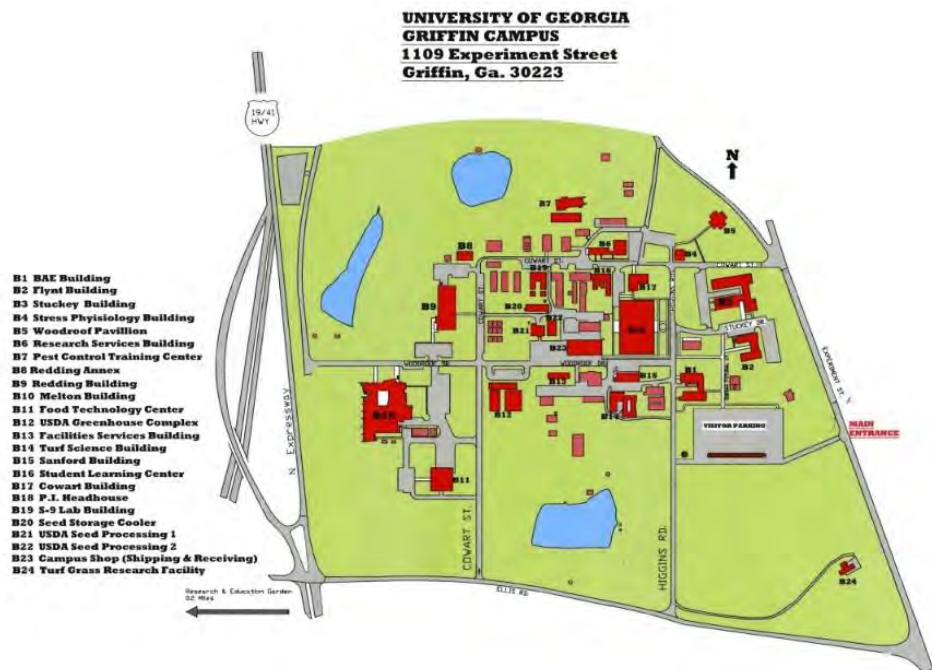 UNIVERSITY OF GEORGIA
GRIFFIN CAMPUS
1109 Experiment Street
Griffin, Ga. 30223
19/41
HWY
N
B1 BAE Building
B2 Flynt Building
B3 Stuckey Building
B4 Stress Phyisiology Building
B5 Woodroof Pavillion
B6 Research Services Building
B7 Pest Control Training Center
B8 Redding Annex
B9 Redding Building
B10 Melton Building
B11 Food Technology Center
B12 USDA Greenhouse Complex
B13 Facilities Services Building
B14 Turf Science Building
B15 Sanford Building
B16 Student Learning Center
B17 Cowart Building
B18 P.I. Headhouse
B19 S-9 Lab Building
B20 Seed Storage Cooler
B21 USDA Seed Processing 1
B22 USDA Seed Processing 2
B23 Campus Shop (Shipping & Receiving)
B24 Turf Grass Research Facility
B7
B5
B6
B8
B4
COWART ST.
COWART ST.
B19
B17
B9
COWART ST.
B20
B22
B21
STUCKEY DR.
B23
B2
WOODROOF DR.
WOODROOF DR.
B13
B1
B12
EXPERIMENT ST.
N Expressway
VISITOR PARKING
MAIN
ENTRANCE
B11
COWART ST.
HIGGINS RD.
B24
ELLIS RD.
Research & Education Garden